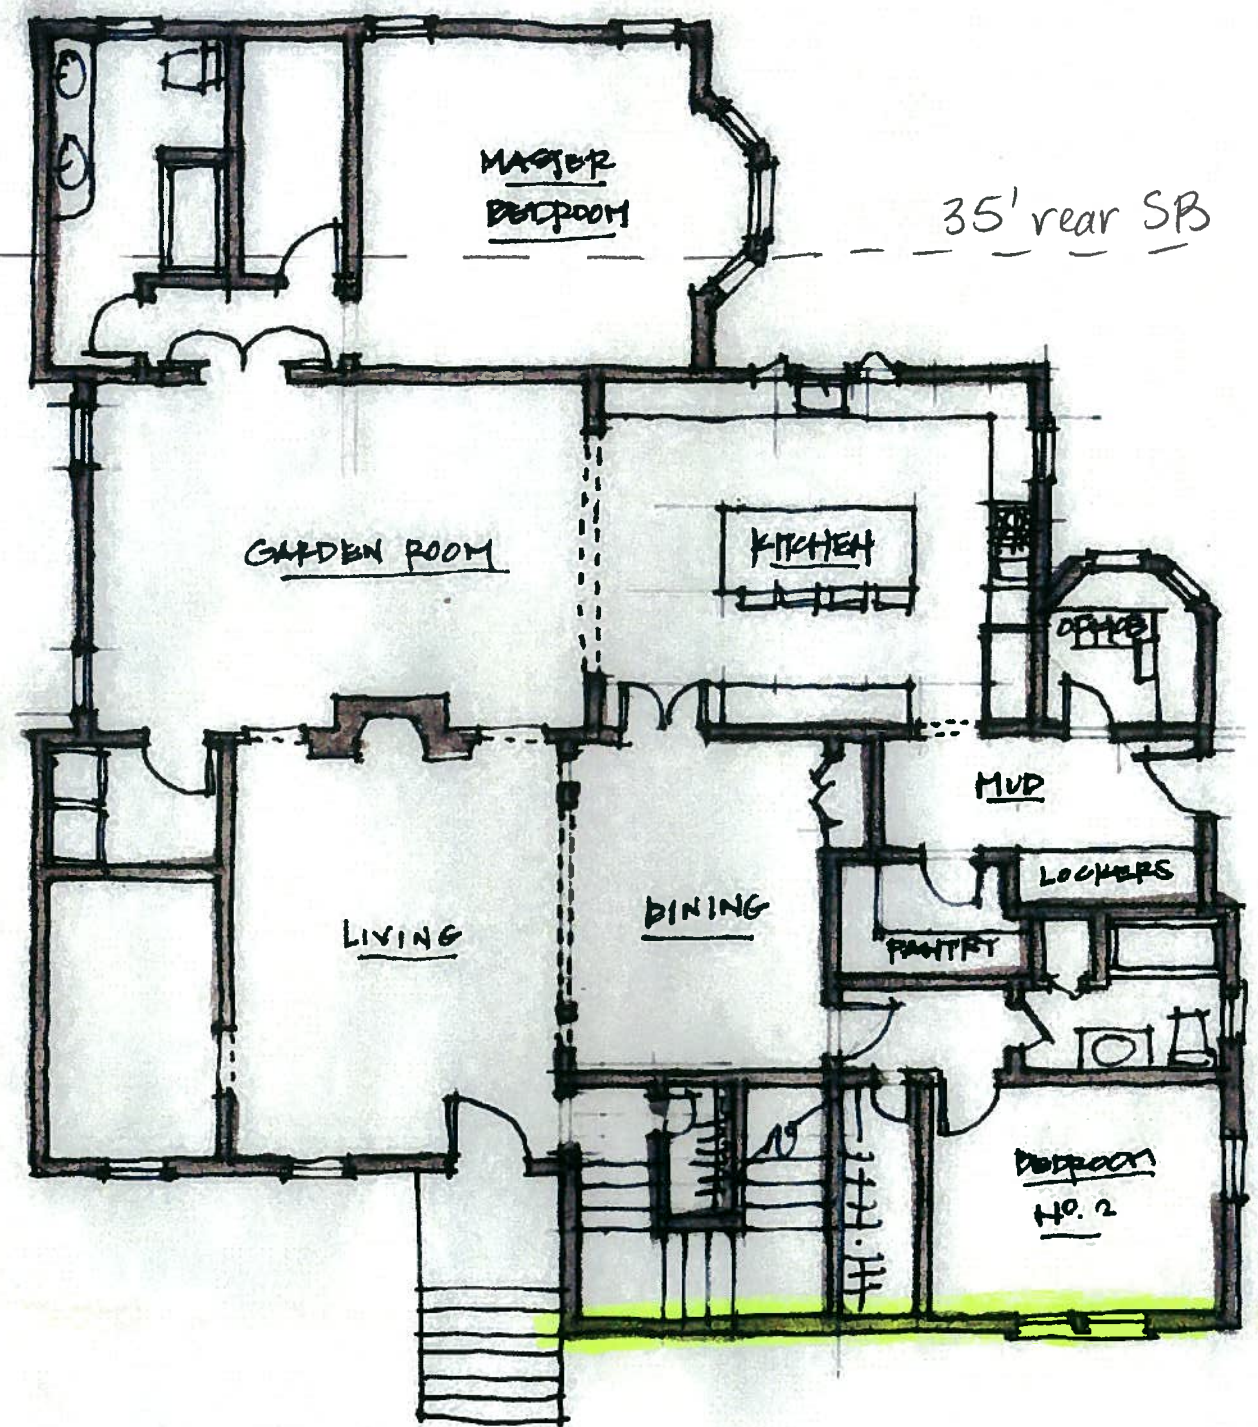 MASTER
BEDROOM
35' rear SB
GARDEN ROOM
KITCHEN
OFFICE
MUD
LOCKERS
LIVING
DINING
PANTRY
BEDROOM
NO. 2